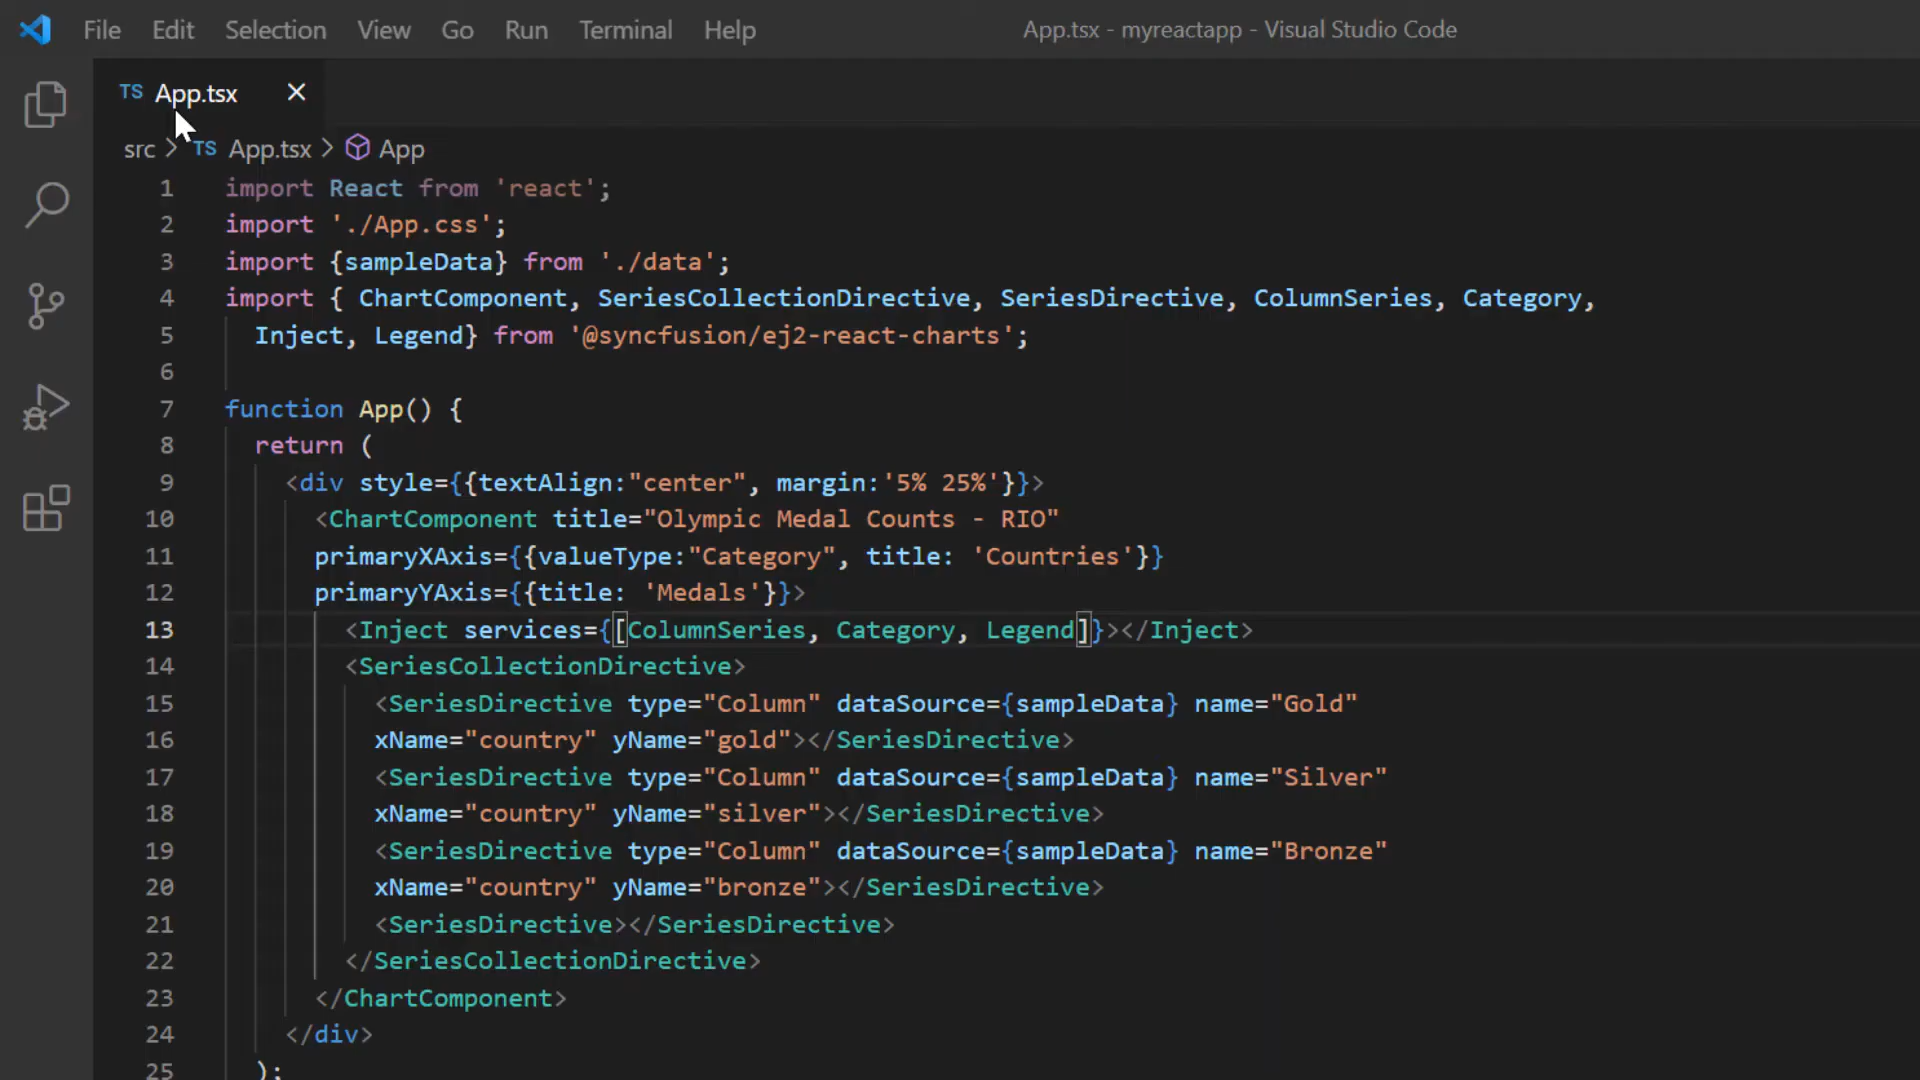 File Edit Selection View Go Run Terminal Help App.tsx - myreactapp - Visual Studio Code
TS App.tsx ×
src > TS App.tsx > App
1 import React from 'react';
2 import './App.css';
3 import {sampleData} from './data';
4 import { ChartComponent, SeriesCollectionDirective, SeriesDirective, ColumnSeries, Category,
5 Inject, Legend} from '@syncfusion/ej2-react-charts';
6
7 function App() {
8 return (
9 <div style={{textAlign:"center", margin:'5% 25%'}}>
10 <ChartComponent title="Olympic Medal Counts - RIO"
11 primaryXAxis={{valueType:"Category", title: 'Countries'}}
12 primaryYAxis={{title: 'Medals'}}>
13 <Inject services={[ColumnSeries, Category, Legend]}></Inject>
14 <SeriesCollectionDirective>
15 <SeriesDirective type="Column" dataSource={sampleData} name="Gold"
16 xName="country" yName="gold"></SeriesDirective>
17 <SeriesDirective type="Column" dataSource={sampleData} name="Silver"
18 xName="country" yName="silver"></SeriesDirective>
19 <SeriesDirective type="Column" dataSource={sampleData} name="Bronze"
20 xName="country" yName="bronze"></SeriesDirective>
21 <SeriesDirective></SeriesDirective>
22 </SeriesCollectionDirective>
23 </ChartComponent>
24 </div>
25 );